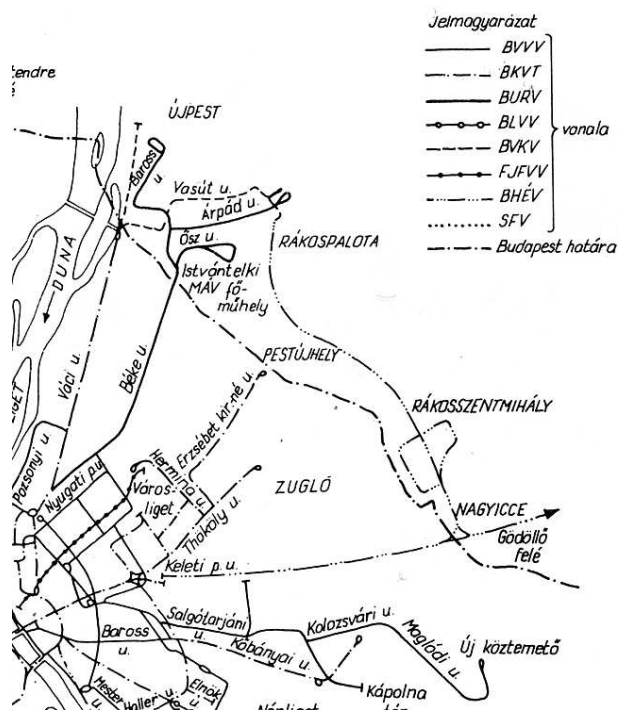 Jelmagyarázat
BVVV
BKVT
BURV
BLVV
BVKV
FJFVV
BHÉV
SFV
vonala
Budapest határa
tendre
ÚJPEST
Baross
u.
Vasút u.
Árpád u.
Ősz u.
RÁKOSPALOTA
Istvántelki
MÁV fő-
műhely
DUNA
Váci u.
Béke u.
PESTÚJHELY
Erzsébet kir.né u.
RÁKOSSZENTMIHÁLY
Pozsonyi u.
Nyugati p.u.
Hermina u.
Város-
liget
ZUGLÓ
Thököly u.
NAGYICCE
Gödöllő
felé
Keleti p.u.
Salgótarjáni
u.
Baross
u.
Kőbányai u.
Kolozsvári u.
Maglódi u.
Új köztemető
Mester
u.
Haller u.
Elnök
u.
Kápolna